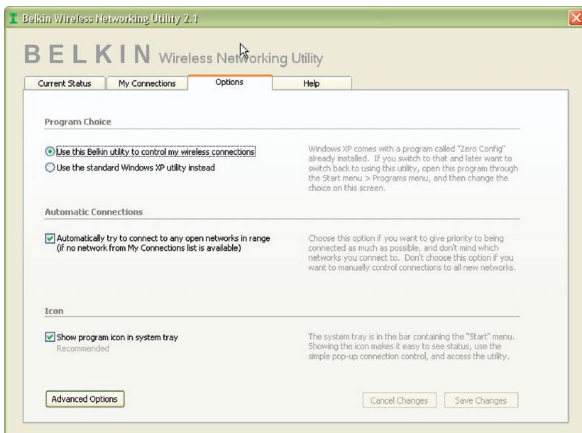 Belkin Wireless Networking Utility 2.1
BELKIN Wireless Networking Utility
Current Status My Connections Options Help
Program Choice
Use this Belkin utility to control my wireless connections
Use the standard Windows XP utility instead
Windows XP comes with a program called "Zero Config"
already installed. If you switch to that and later want to
switch back to using this utility, open this program through
the Start menu > Programs menu, and then change the
choice on this screen.
Automatic Connections
Automatically try to connect to any open networks in range
(if no network from My Connections list is available)
Choose this option if you want to give priority to being
connected as much as possible, and don't mind which
networks you connect to. Don't choose this option if you
want to manually control connections to all new networks.
Icon
Show program icon in system tray
Recommended
The system tray is in the bar containing the "Start" menu.
Showing the icon makes it easy to see status, use the
simple pop-up connection control, and access the utility.
Advanced Options Cancel Changes Save Changes